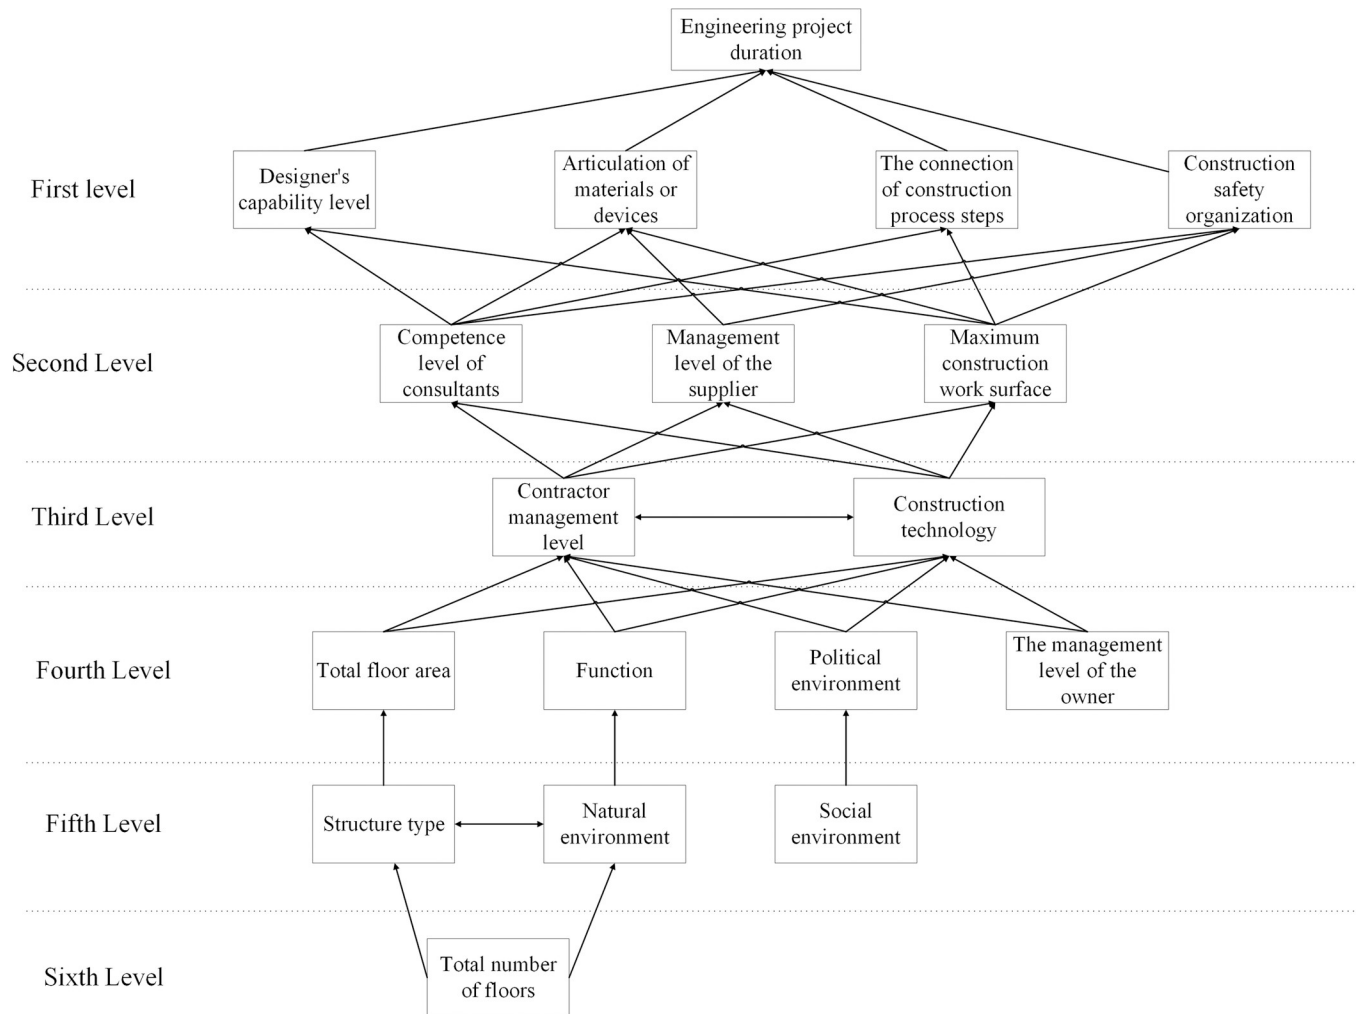 Engineering project
duration
First level
Designer's
capability level
Articulation of
materials or
devices
The connection
of construction
process steps
Construction
safety
organization
Second Level
Competence
level of
consultants
Management
level of the
supplier
Maximum
construction
work surface
Third Level
Contractor
management
level
Construction
technology
Fourth Level
Total floor area
Function
Political
environment
The management
level of the
owner
Fifth Level
Structure type
Natural
environment
Social
environment
Sixth Level
Total number
of floors